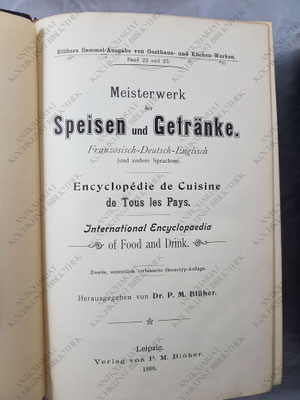 Blühers Sammel-Ausgabe von Gasthaus- und Küchen-Werken.
Band 22 und 23.
Meisterwerk
der
Speisen und Getränke.
Französisch-Deutsch-Englisch
(und andere Sprachen).
Encyclopédie de Cuisine
de Tous les Pays.
International Encyclopaedia
of Food and Drink.
Zweite, wesentlich verbesserte Stereotyp-Auflage.
Herausgegeben von Dr. P. M. Blüher.
Leipzig.
Verlag von P. M. Blüher.
1898.
ANTIQUARIAT
KOCHKUNSTBIBLIOTHEK